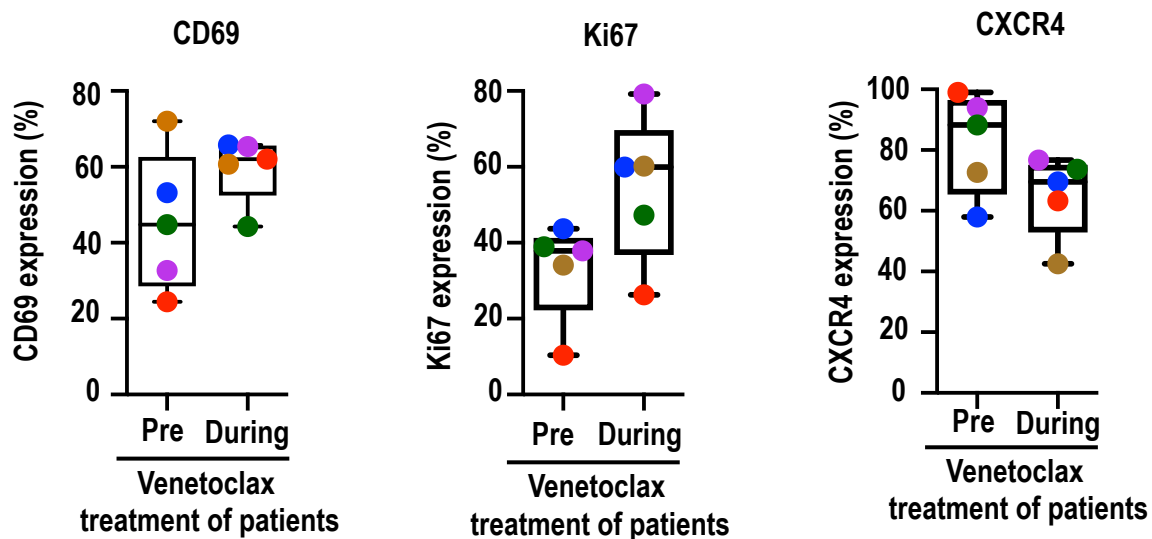 CD69
CD69 expression (%)
80
60
40
20
0
Pre During
Venetoclax
treatment of patients
Ki67
Ki67 expression (%)
80
60
40
20
0
Pre During
Venetoclax
treatment of patients
CXCR4
CXCR4 expression (%)
100
80
60
40
20
0
Pre During
Venetoclax
treatment of patients